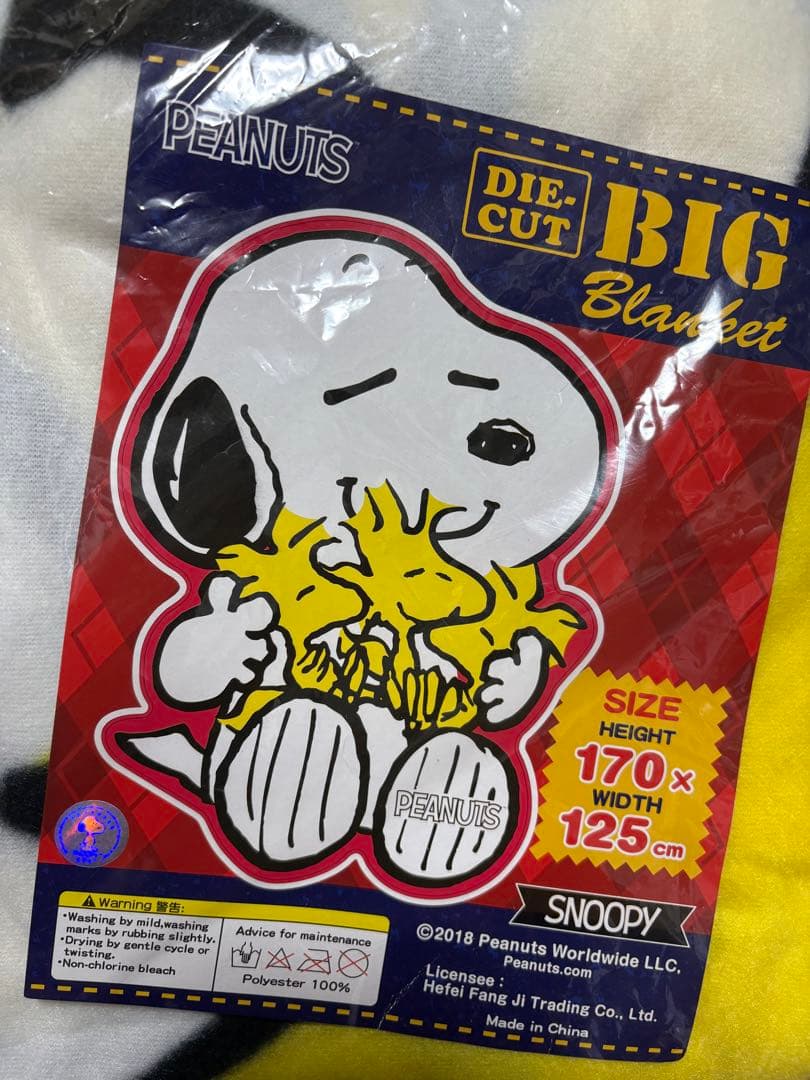 PEANUTS
DIE-
CUT
BIG
Blanket
PEANUTS
SIZE
HEIGHT
170×
WIDTH
125cm
SNOOPY
Warning 警告:
•Washing by mild,washing
marks by rubbing slightly.
•Drying by gentle cycle or
twisting.
•Non-chlorine bleach
Advice for maintenance
Polyester 100%
©2018 Peanuts Worldwide LLC.
Peanuts.com
Licensee :
Hefei Fang Ji Trading Co., Ltd.
Made in China